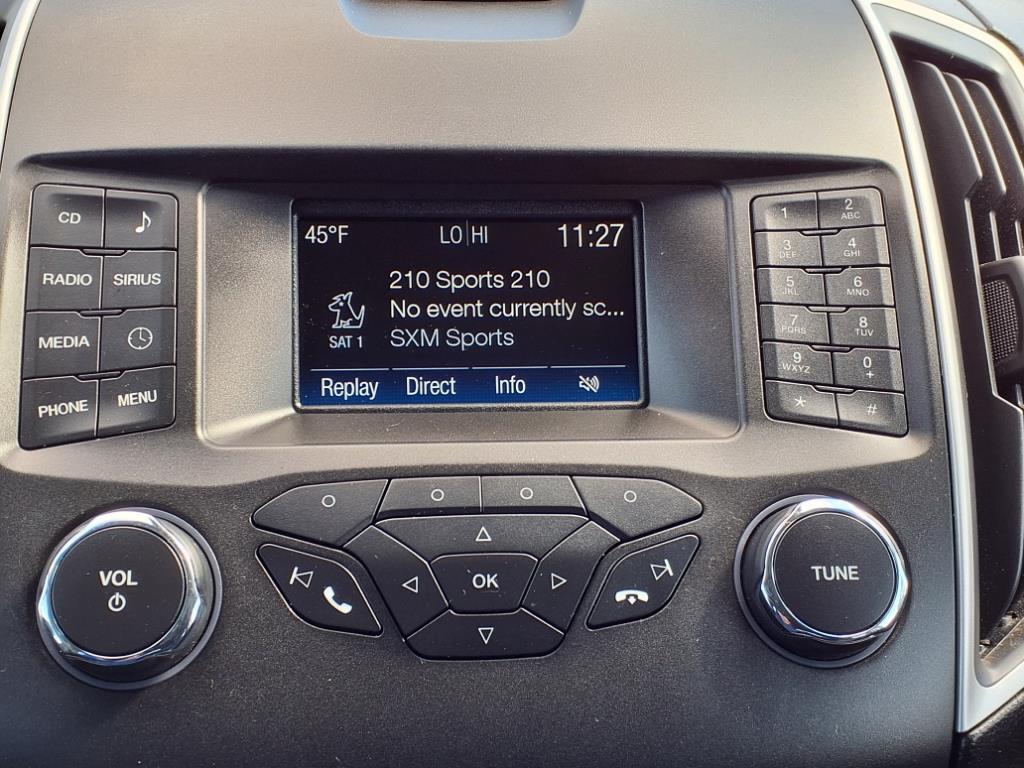 CD
RADIO SIRIUS
MEDIA
PHONE MENU
45°F LO HI 11:27
210 Sports 210
No event currently sc...
SAT 1 SXM Sports
Replay Direct Info
1 2 ABC
3 DEF 4 GHI
5 JKL 6 MNO
7 PQRS 8 TUV
9 WXYZ 0 +
* #
VOL
OK
TUNE